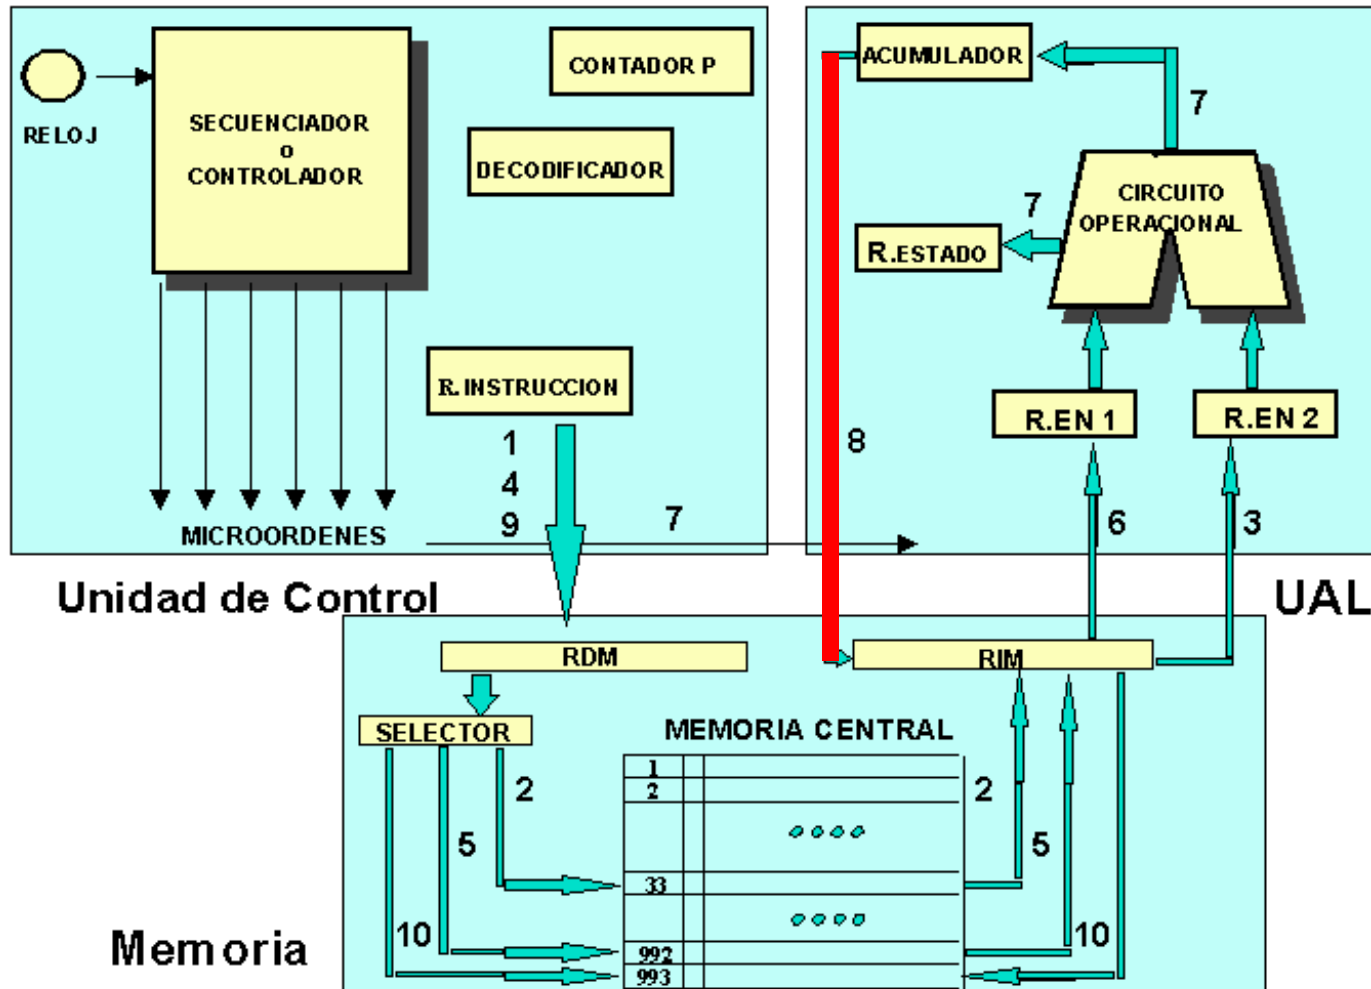 RELOJ
SECUENCIADOR
o
CONTROLADOR
CONTADOR P
DECODIFICADOR
R.INSTRUCCION
1
4
9
7
MICROORDENES
Unidad de Control
ACUMULADOR
7
CIRCUITO
OPERACIONAL
7
R.ESTADO
R.EN 1
R.EN 2
8
6
3
UAL
RDM
RIM
SELECTOR
MEMORIA CENTRAL
1
2
2
2
5
5
33
10
10
992
993
Memoria